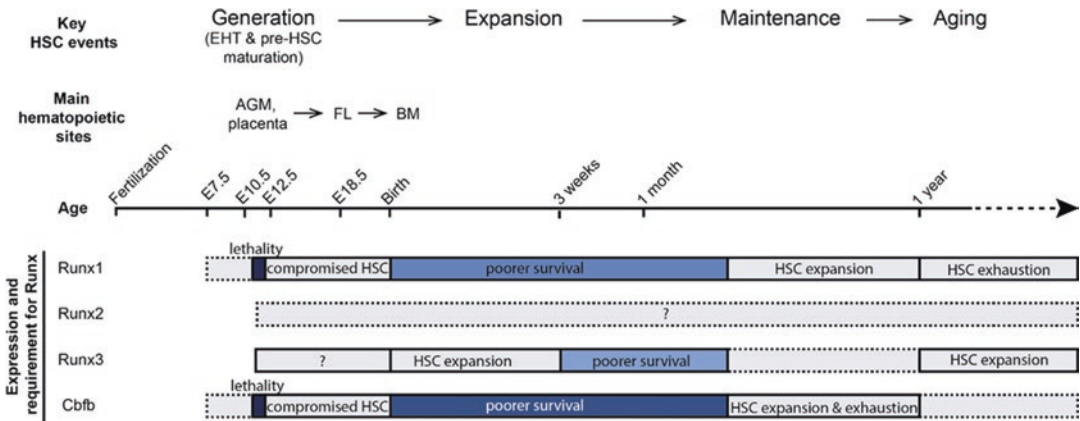 Key
HSC events
Generation
(EHT & pre-HSC
maturation)
Expansion
Maintenance
Aging
Main
hematopoietic
sites
AGM,
placenta
FL
BM
Age
Fertilization
E7.5
E10.5
E12.5
E18.5
Birth
3 weeks
1 month
1 year
Expression and
requirement for Runx
lethality
Runx1
compromised HSC
poorer survival
HSC expansion
HSC exhaustion
Runx2
?
Runx3
?
HSC expansion
poorer survival
HSC expansion
lethality
Cbfb
compromised HSC
poorer survival
HSC expansion & exhaustion